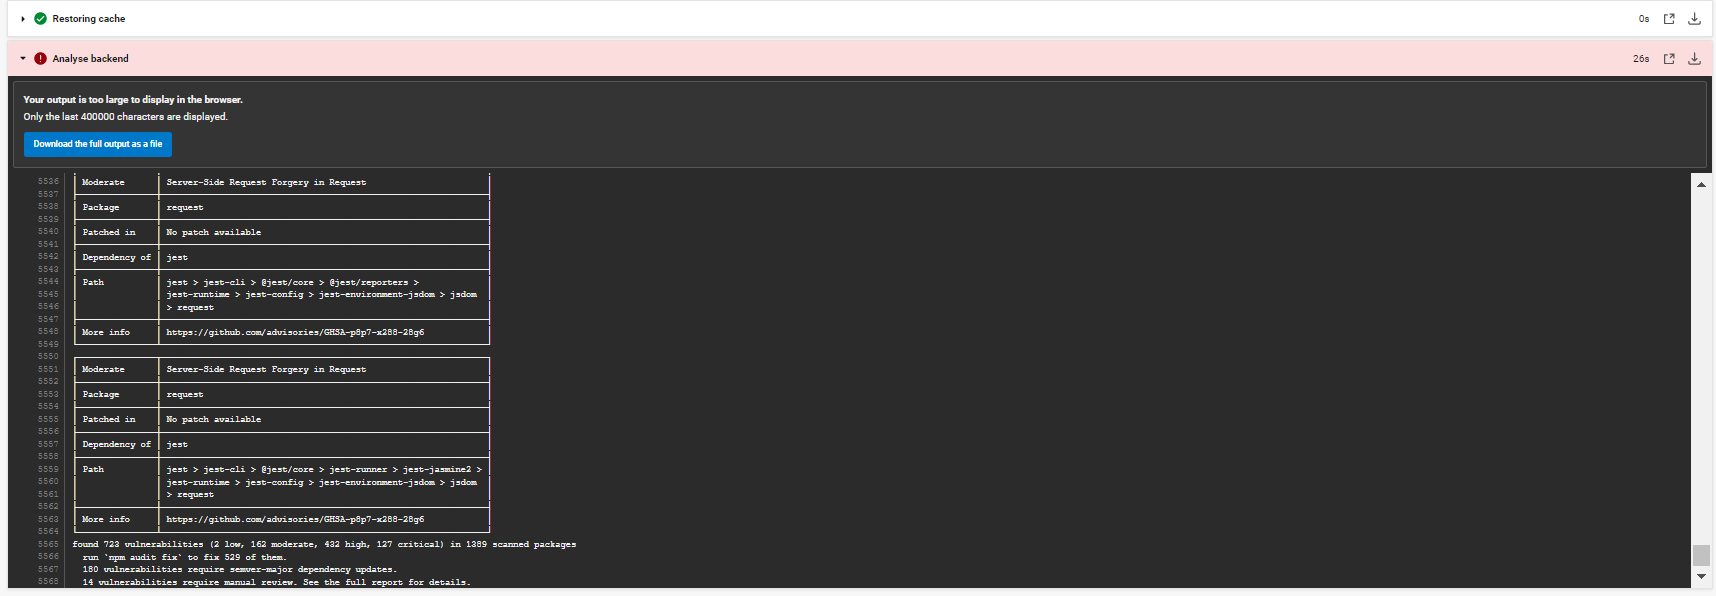 Restoring cache 0s
Analyse backend 26s
Your output is too large to display in the browser.
Only the last 400000 characters are displayed.
Download the full output as a file
5536 Moderate Server-Side Request Forgery in Request
5537
5538 Package request
5539
5540 Patched in No patch available
5541
5542 Dependency of jest
5543
5544 Path jest > jest-cli > @jest/core > @jest/reporters >
5545 jest-runtime > jest-config > jest-environment-jsdom > jsdom
5546 > request
5547
5548 More info https://github.com/advisories/GHSA-p8p7-x288-28g6
5549
5550
5551 Moderate Server-Side Request Forgery in Request
5552
5553 Package request
5554
5555 Patched in No patch available
5556
5557 Dependency of jest
5558
5559 Path jest > jest-cli > @jest/core > jest-runner > jest-jasmine2 >
5560 jest-runtime > jest-config > jest-environment-jsdom > jsdom
5561 > request
5562
5563 More info https://github.com/advisories/GHSA-p8p7-x288-28g6
5564
5565 found 723 vulnerabilities (2 low, 162 moderate, 432 high, 127 critical) in 1389 scanned packages
5566 run `npm audit fix` to fix 529 of them.
5567 180 vulnerabilities require semver-major dependency updates.
5568 14 vulnerabilities require manual review. See the full report for details.